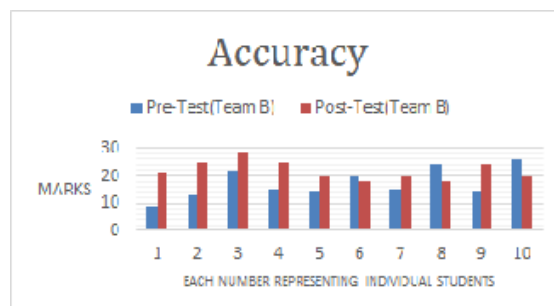 Accuracy
Pre-Test(Team B) Post-Test(Team B)
30
20
10
0
MARKS
1 2 3 4 5 6 7 8 9 10
EACH NUMBER REPRESENTING INDIVIDUAL STUDENTS